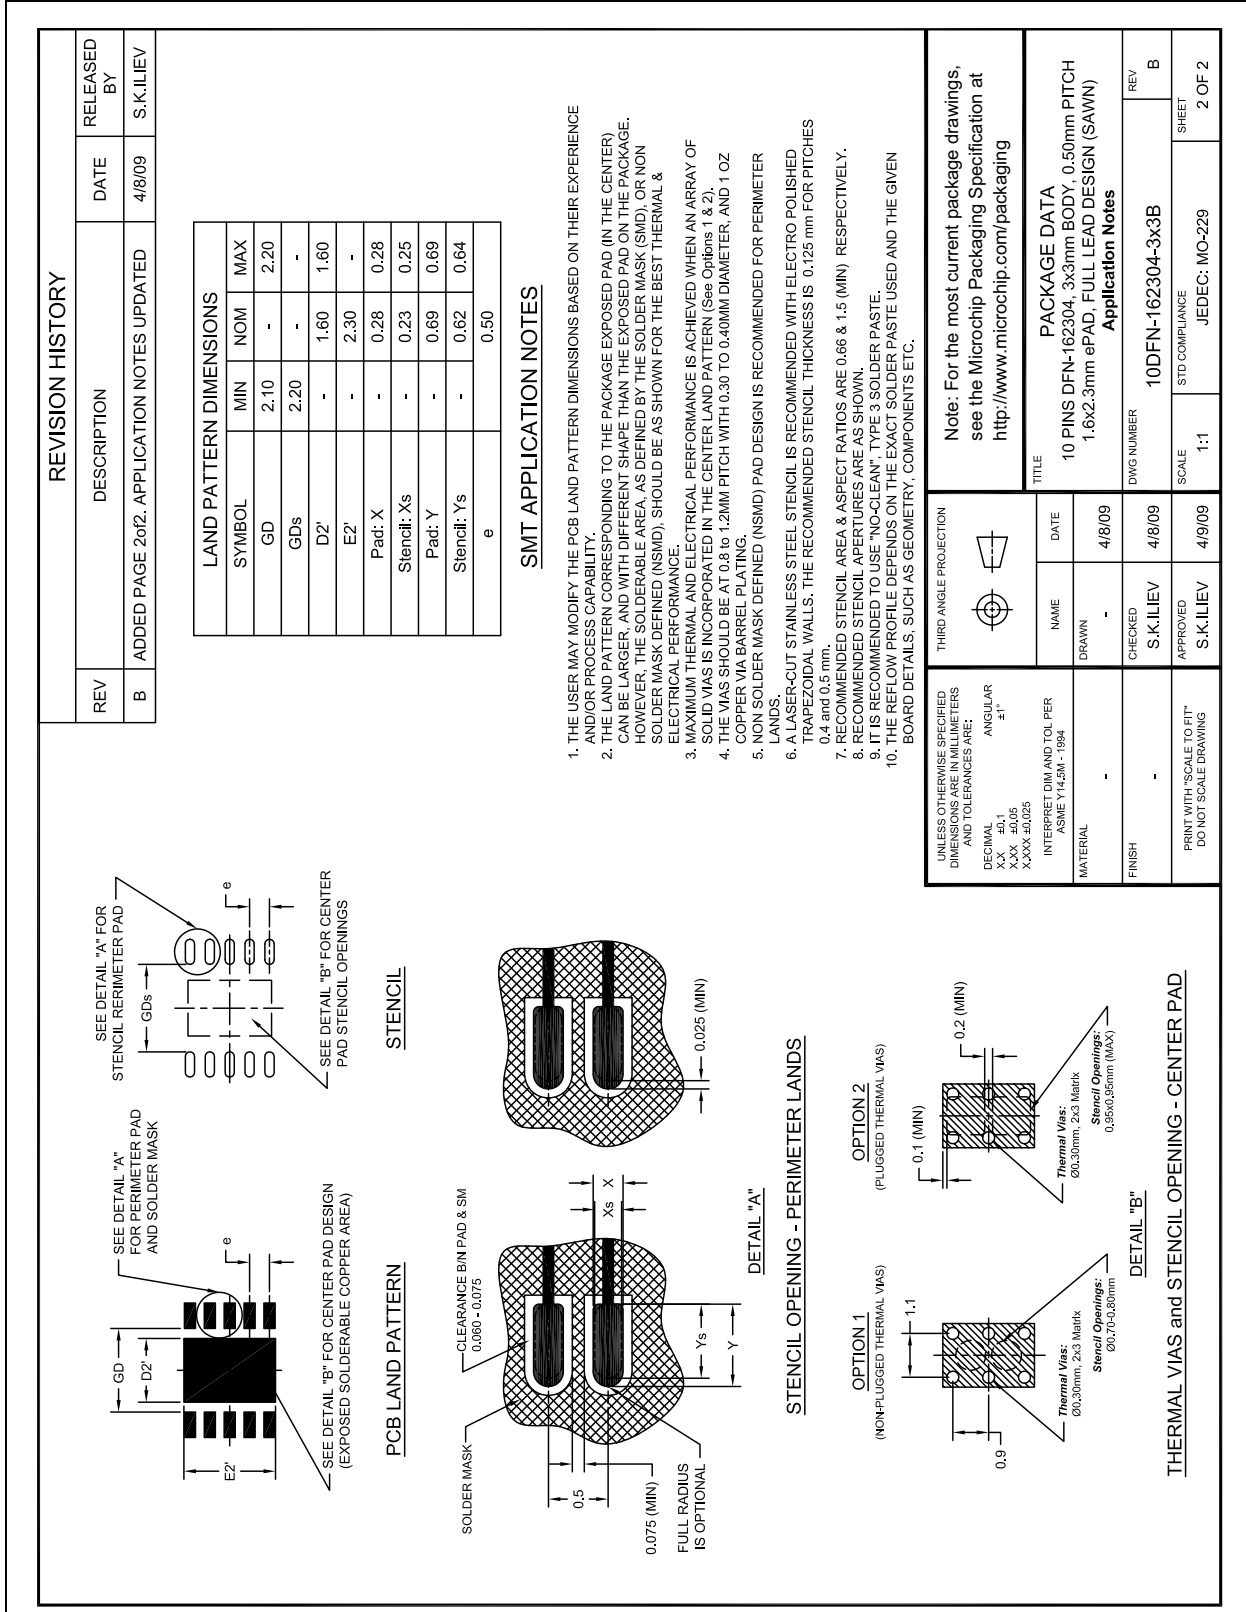 REVISION HISTORY
REV DESCRIPTION DATE RELEASED BY
B ADDED PAGE 2of2. APPLICATION NOTES UPDATED 4/8/09 S.K.ILIEV
SEE DETAIL "A"
FOR PERIMETER PAD
AND SOLDER MASK
GD
D2'
E2'
e
SEE DETAIL "B" FOR CENTER PAD DESIGN
(EXPOSED SOLDERABLE COPPER AREA)
PCB LAND PATTERN
SEE DETAIL "A" FOR
STENCIL RERIMETER PAD
GDs
e
SEE DETAIL "B" FOR CENTER
PAD STENCIL OPENINGS
STENCIL
LAND PATTERN DIMENSIONS
SYMBOL MIN NOM MAX
GD 2.10 - 2.20
GDs 2.20 - -
D2' - 1.60 1.60
E2' - 2.30 -
Pad: X - 0.28 0.28
Stencil: Xs - 0.23 0.25
Pad: Y - 0.69 0.69
Stencil: Ys - 0.62 0.64
e 0.50
SOLDER MASK
CLEARANCE B/N PAD & SM
0.060 - 0.075
0.5
0.075 (MIN)
FULL RADIUS
IS OPTIONAL
Xs
X
Ys
Y
0.025 (MIN)
DETAIL "A"
STENCIL OPENING - PERIMETER LANDS
SMT APPLICATION NOTES
1. THE USER MAY MODIFY THE PCB LAND PATTERN DIMENSIONS BASED ON THEIR EXPERIENCE
AND/OR PROCESS CAPABILITY.
2. THE LAND PATTERN CORRESPONDING TO THE PACKAGE EXPOSED PAD (IN THE CENTER)
CAN BE LARGER, AND WITH DIFFERENT SHAPE THAN THE EXPOSED PAD ON THE PACKAGE.
HOWEVER, THE SOLDERABLE AREA, AS DEFINED BY THE SOLDER MASK (SMD), OR NON
SOLDER MASK DEFINED (NSMD), SHOULD BE AS SHOWN FOR THE BEST THERMAL &
ELECTRICAL PERFORMANCE.
3. MAXIMUM THERMAL AND ELECTRICAL PERFORMANCE IS ACHIEVED WHEN AN ARRAY OF
SOLID VIAS IS INCORPORATED IN THE CENTER LAND PATTERN (See Options 1 & 2).
4. THE VIAS SHOULD BE AT 0.8 to 1.2MM PITCH WITH 0.30 TO 0.40MM DIAMETER, AND 1 OZ
COPPER VIA BARREL PLATING.
5. NON SOLDER MASK DEFINED (NSMD) PAD DESIGN IS RECOMMENDED FOR PERIMETER
LANDS.
6. A LASER-CUT STAINLESS STEEL STENCIL IS RECOMMENDED WITH ELECTRO POLISHED
TRAPEZOIDAL WALLS. THE RECOMMENDED STENCIL THICKNESS IS 0.125 mm FOR PITCHES
0.4 and 0.5 mm.
7. RECOMMENDED STENCIL AREA & ASPECT RATIOS ARE 0.66 & 1.5 (MIN) RESPECTIVELY.
8. RECOMMENDED STENCIL APERTURES ARE AS SHOWN.
9. IT IS RECOMMENDED TO USE "NO-CLEAN", TYPE 3 SOLDER PASTE.
10. THE REFLOW PROFILE DEPENDS ON THE EXACT SOLDER PASTE USED AND THE GIVEN
BOARD DETAILS, SUCH AS GEOMETRY, COMPONENTS ETC.
OPTION 1
(NON-PLUGGED THERMAL VIAS)
1.1
0.9
Thermal Vias:
Ø0.30mm, 2x3 Matrix
Stencil Openings:
Ø0.70-0.80mm
OPTION 2
(PLUGGED THERMAL VIAS)
0.1 (MIN)
0.2 (MIN)
Thermal Vias:
Ø0.30mm, 2x3 Matrix
Stencil Openings:
0.95x0.95mm (MAX)
DETAIL "B"
THERMAL VIAS and STENCIL OPENING - CENTER PAD
UNLESS OTHERWISE SPECIFIED
DIMENSIONS ARE IN MILLIMETERS
AND TOLERANCES ARE:
DECIMAL ANGULAR
X.X ±0.1 ±1°
X.XX ±0.05
X.XXX ±0.025
INTERPRET DIM AND TOL PER
ASME Y14.5M - 1994
MATERIAL
-
FINISH
-
PRINT WITH "SCALE TO FIT"
DO NOT SCALE DRAWING
THIRD ANGLE PROJECTION
NAME DATE
DRAWN
- 4/8/09
CHECKED
S.K.ILIEV 4/8/09
APPROVED
S.K.ILIEV 4/9/09
Note: For the most current package drawings,
see the Microchip Packaging Specification at
http://www.microchip.com/packaging
TITLE
PACKAGE DATA
10 PINS DFN-162304, 3x3mm BODY, 0.50mm PITCH
1.6x2.3mm ePAD, FULL LEAD DESIGN (SAWN)
Application Notes
DWG NUMBER
10DFN-162304-3x3B
REV
B
SCALE
1:1
STD COMPLIANCE
JEDEC: MO-229
SHEET
2 OF 2